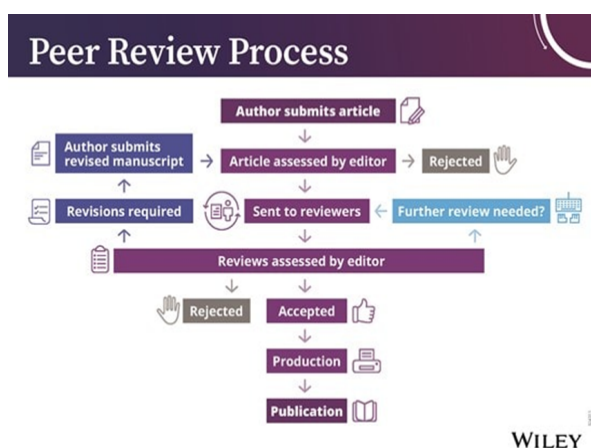 Peer Review Process
Author submits article
Author submits
revised manuscript
Article assessed by editor
Rejected
Revisions required
Sent to reviewers
Further review needed?
Reviews assessed by editor
Rejected
Accepted
Production
Publication
WILEY